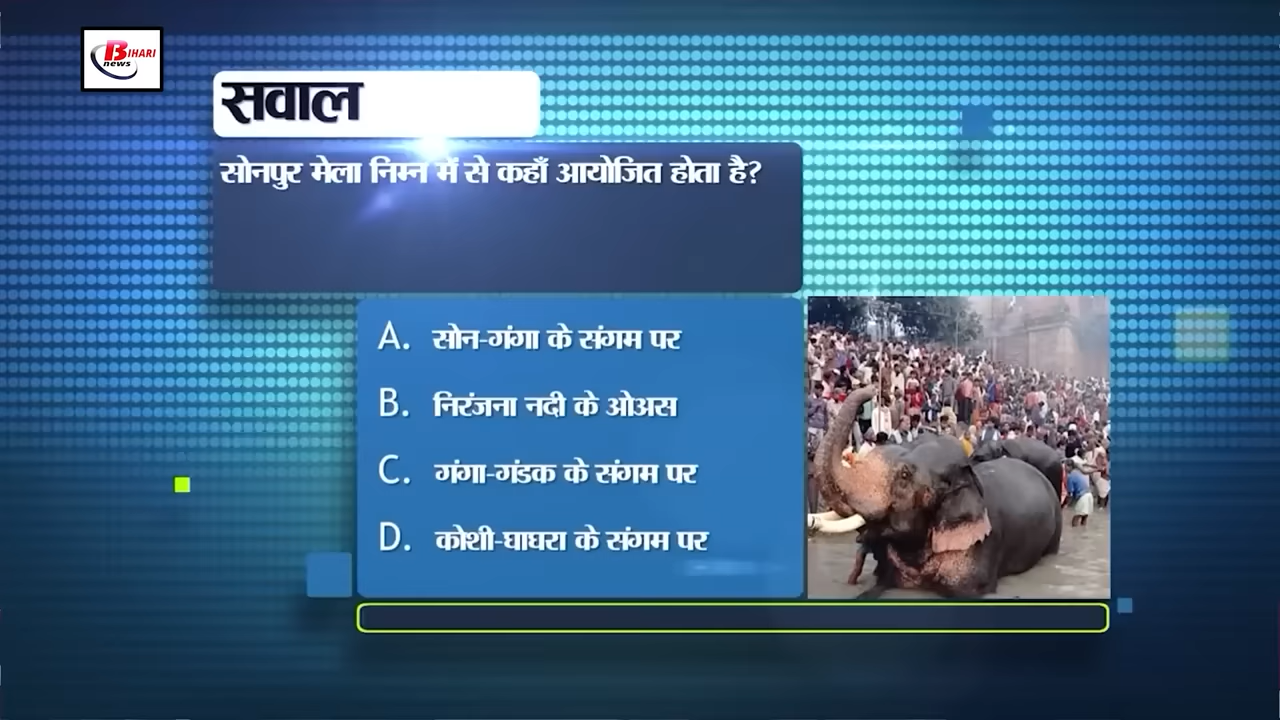 BIHARI
news
सवाल
सोनपुर मेला निम्न में से कहाँ आयोजित होता है?
A. सोन-गंगा के संगम पर
B. निरंजना नदी के ओअस
C. गंगा-गंडक के संगम पर
D. कोशी-घाघरा के संगम पर